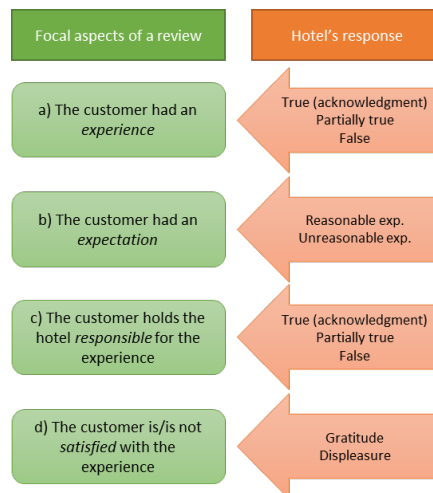 Focal aspects of a review
Hotel's response
a) The customer had an
experience
True (acknowledgment)
Partially true
False
b) The customer had an
expectation
Reasonable exp.
Unreasonable exp.
c) The customer holds the
hotel responsible for the
experience
True (acknowledgment)
Partially true
False
d) The customer is/is not
satisfied with the
experience
Gratitude
Displeasure